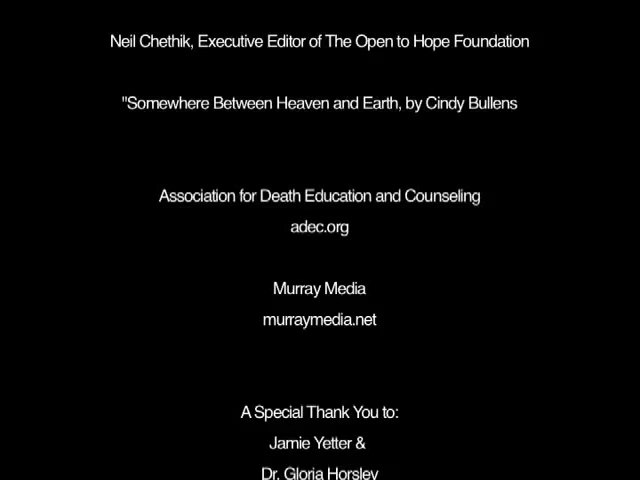 Neil Chethik, Executive Editor of The Open to Hope Foundation
"Somewhere Between Heaven and Earth, by Cindy Bullens
Association for Death Education and Counseling
adec.org
Murray Media
murraymedia.net
A Special Thank You to:
Jamie Yetter &
Dr. Gloria Horsley